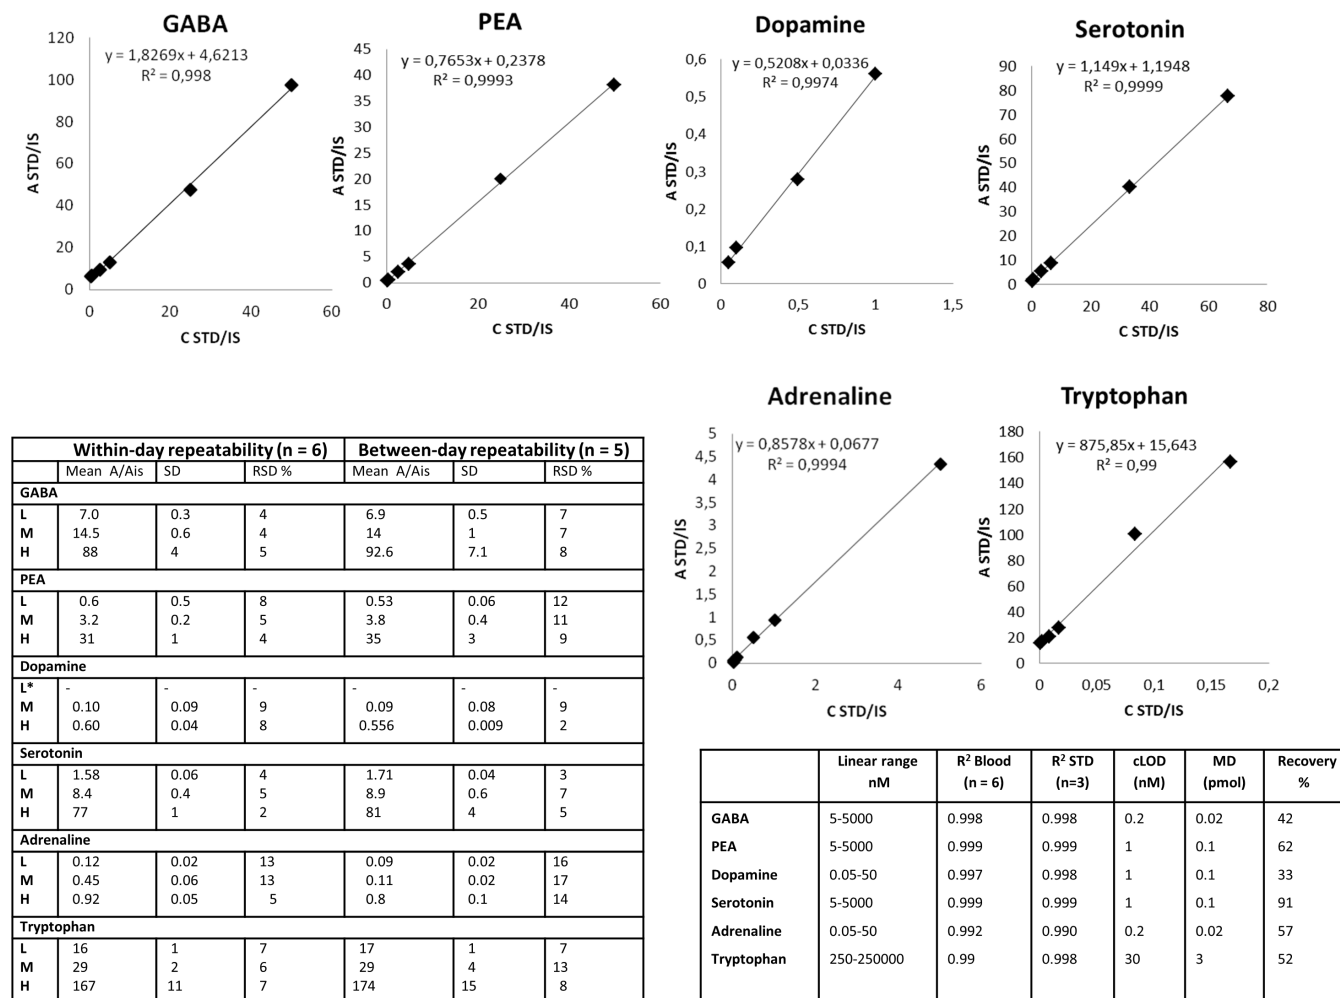 GABA
120
100
80
60
40
20
0
y = 1,8269x + 4,6213
R² = 0,998
A STD/IS
0 20 40 60
C STD/IS
PEA
45
40
35
30
25
20
15
10
5
0
y = 0,7653x + 0,2378
R² = 0,9993
A STD/IS
0 20 40 60
C STD/IS
Dopamine
0,6
0,5
0,4
0,3
0,2
0,1
0
y = 0,5208x + 0,0336
R² = 0,9974
A STD/IS
0 0,5 1 1,5
C STD/IS
Serotonin
90
80
70
60
50
40
30
20
10
0
y = 1,149x + 1,1948
R² = 0,9999
A STD/IS
0 20 40 60 80
C STD/IS
Adrenaline
5
4,5
4
3,5
3
2,5
2
1,5
1
0,5
0
y = 0,8578x + 0,0677
R² = 0,9994
A STD/IS
0 2 4 6
C STD/IS
Tryptophan
180
160
140
120
100
80
60
40
20
0
y = 875,85x + 15,643
R² = 0,99
A STD/IS
0 0,05 0,1 0,15 0,2
C STD/IS
Within-day repeatability (n = 6) Between-day repeatability (n = 5)
Mean A/Ais SD RSD % Mean A/Ais SD RSD %
GABA
L 7.0 0.3 4 6.9 0.5 7
M 14.5 0.6 4 14 1 7
H 88 4 5 92.6 7.1 8
PEA
L 0.6 0.5 8 0.53 0.06 12
M 3.2 0.2 5 3.8 0.4 11
H 31 1 4 35 3 9
Dopamine
L* - - - - - -
M 0.10 0.09 9 0.09 0.08 9
H 0.60 0.04 8 0.556 0.009 2
Serotonin
L 1.58 0.06 4 1.71 0.04 3
M 8.4 0.4 5 8.9 0.6 7
H 77 1 2 81 4 5
Adrenaline
L 0.12 0.02 13 0.09 0.02 16
M 0.45 0.06 13 0.11 0.02 17
H 0.92 0.05 5 0.8 0.1 14
Tryptophan
L 16 1 7 17 1 7
M 29 2 6 29 4 13
H 167 11 7 174 15 8
Linear range R² Blood R² STD cLOD MD Recovery
nM (n = 6) (n=3) (nM) (pmol) %
GABA 5-5000 0.998 0.998 0.2 0.02 42
PEA 5-5000 0.999 0.999 1 0.1 62
Dopamine 0.05-50 0.997 0.998 1 0.1 33
Serotonin 5-5000 0.999 0.999 1 0.1 91
Adrenaline 0.05-50 0.992 0.990 0.2 0.02 57
Tryptophan 250-250000 0.99 0.998 30 3 52